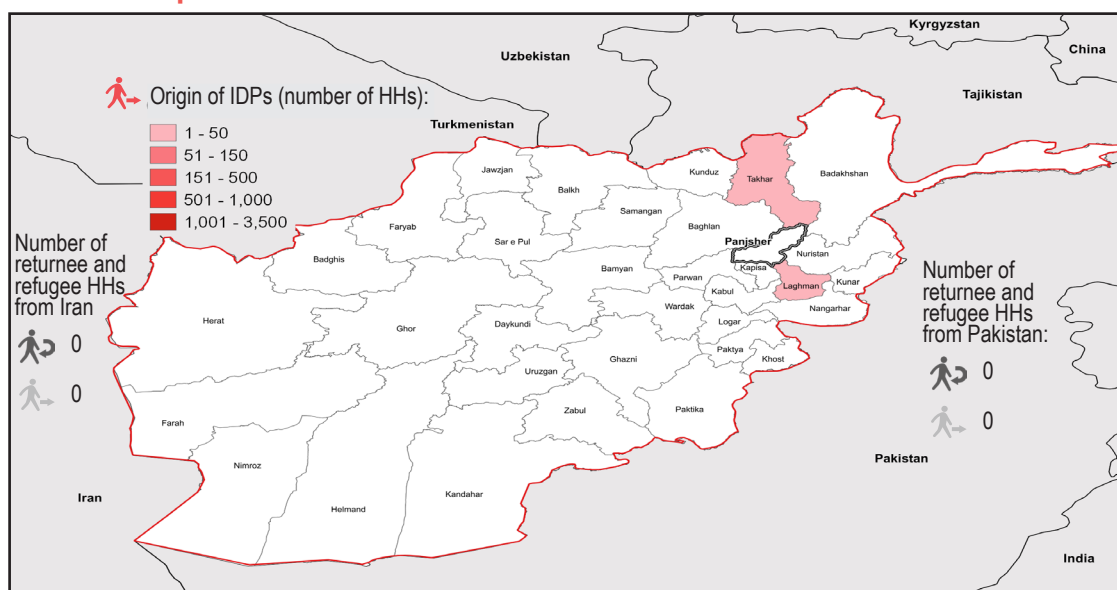 Kyrgyzstan
China
Uzbekistan
Tajikistan
Origin of IDPs (number of HHs):
Turkmenistan
1 - 50
51 - 150
151 - 500
501 - 1,000
1,001 - 3,500
Number of
returnee and
refugee HHs
from Iran
0
0
Jawzjan
Balkh
Kunduz
Takhar
Badakhshan
Faryab
Samangan
Baghlan
Sar e Pul
Panjsher
Nuristan
Badghis
Bamyan
Parwan
Kapisa
Laghman
Kunar
Kabul
Herat
Ghor
Wardak
Nangarhar
Daykundi
Logar
Ghazni
Paktya
Khost
Uruzgan
Zabul
Paktika
Farah
Nimroz
Helmand
Kandahar
Number of
returnee and
refugee HHs
from Pakistan:
0
0
Pakistan
Iran
India